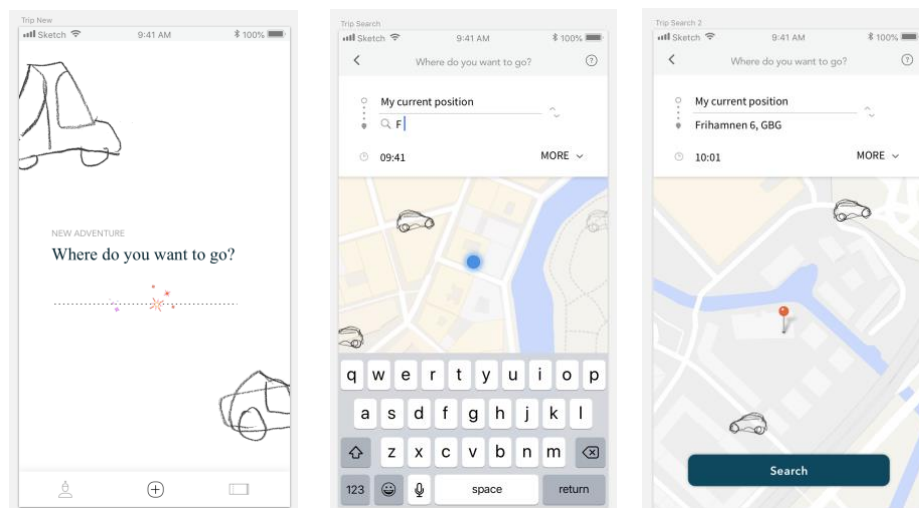 Trip New
Sketch 9:41 AM 100%
NEW ADVENTURE
Where do you want to go?
Trip Search
Sketch 9:41 AM 100%
Where do you want to go? ?
My current position
F
09:41 MORE
q w e r t y u i o p
a s d f g h j k l
z x c v b n m
123 space return
Trip Search 2
Sketch 9:41 AM 100%
Where do you want to go? ?
My current position
Frihamnen 6, GBG
10:01 MORE
Search